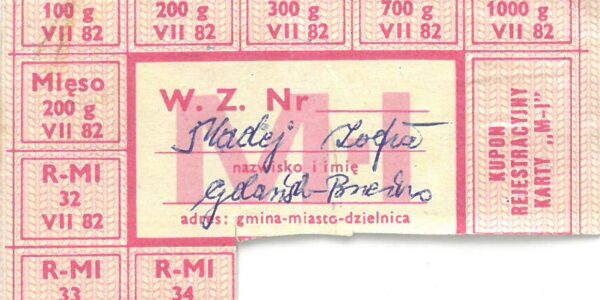 100 g 200 g 300 g 700 g 1000 g
VII 82 VII 82 VII 82 VII 82 VII 82
Mięso
200 g
VII 82
W. Z. Nr
Madej Zofia
nazwisko i imię
Gdańsk-Brzeźno
adres: gmina-miasto-dzielnica
MI
KUPON
REJESTRACYJNY
KARTY „M-I"
R-MI
32
VII 82
R-MI R-MI
33 34